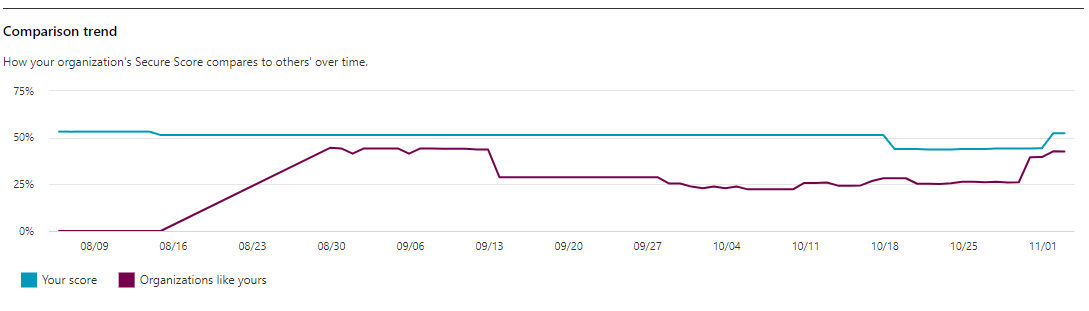 Comparison trend
How your organization's Secure Score compares to others' over time.
75%
50%
25%
0%
08/09 08/16 08/23 08/30 09/06 09/13 09/20 09/27 10/04 10/11 10/18 10/25 11/01
Your score Organizations like yours